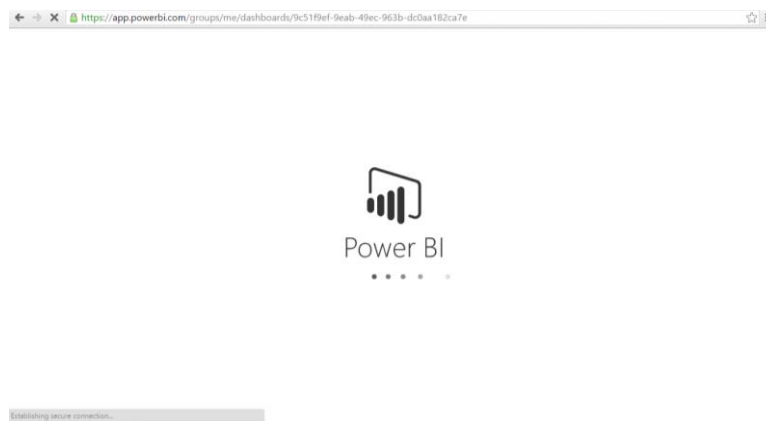 https://app.powerbi.com/groups/me/dashboards/9c51f9ef-9eab-49ec-963b-dc0aa182ca7e
Power BI
Establishing secure connection...